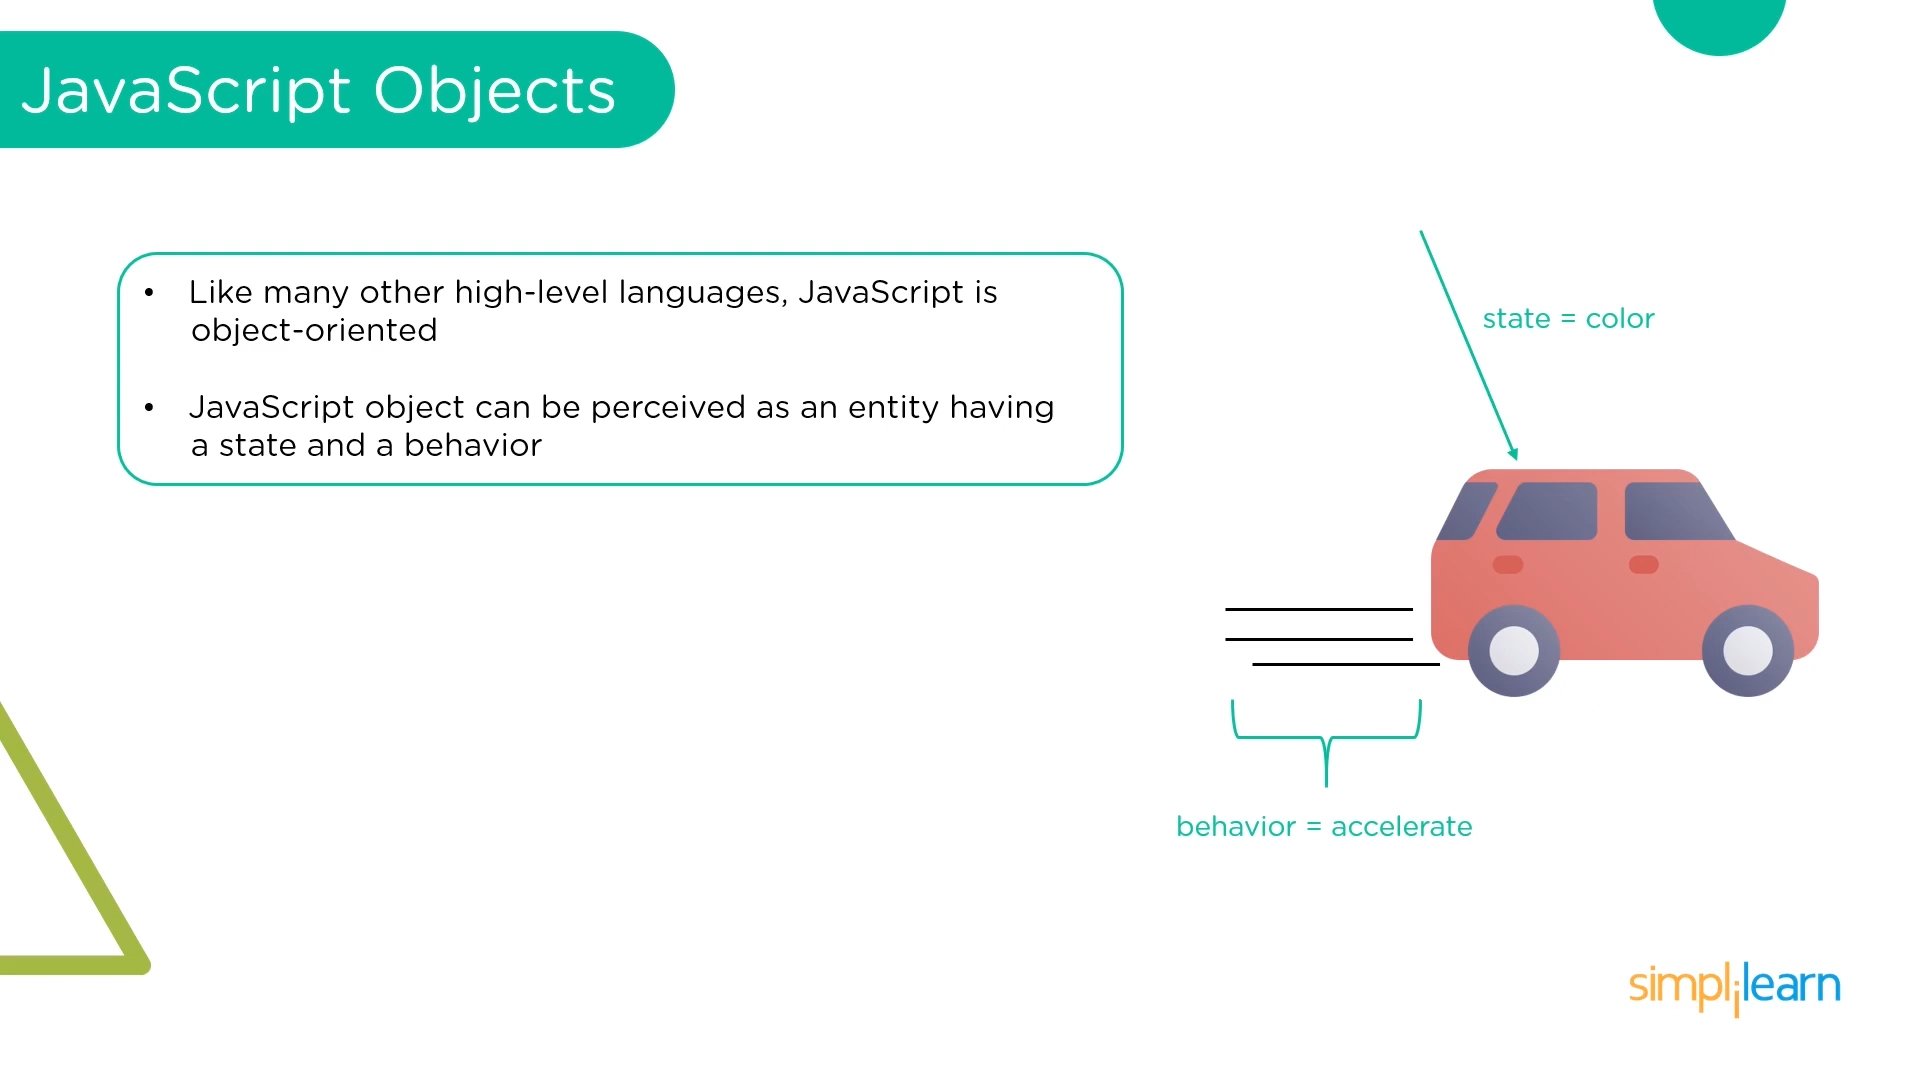 JavaScript Objects
• Like many other high-level languages, JavaScript is
object-oriented
• JavaScript object can be perceived as an entity having
a state and a behavior
state = color
behavior = accelerate
simplilearn